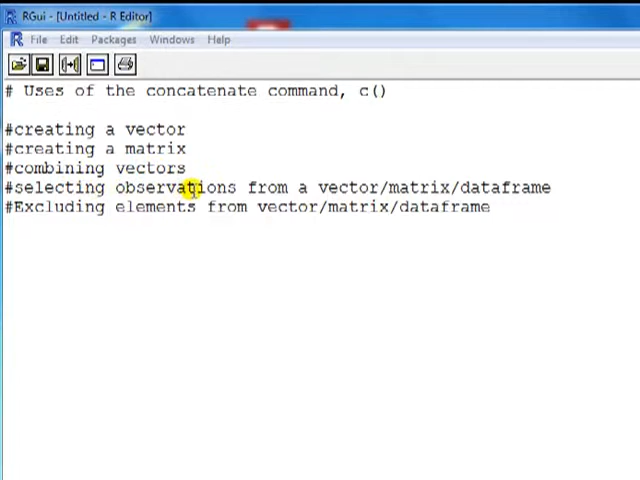 RGui - [Untitled - R Editor]
File Edit Packages Windows Help
# Uses of the concatenate command, c()
#creating a vector
#creating a matrix
#combining vectors
#selecting observations from a vector/matrix/dataframe
#Excluding elements from vector/matrix/dataframe